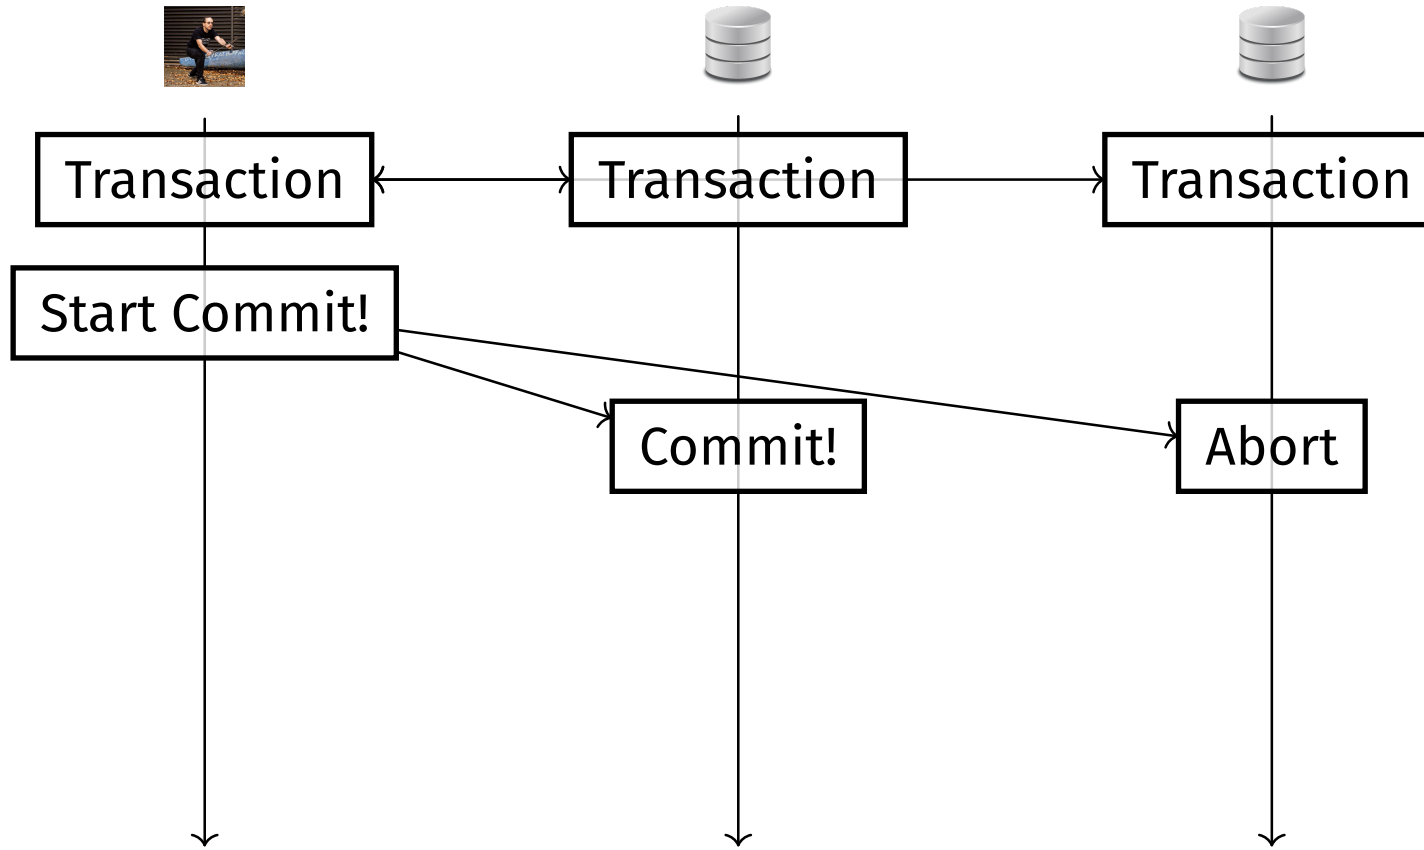 Transaction
Transaction
Transaction
Start Commit!
Commit!
Abort